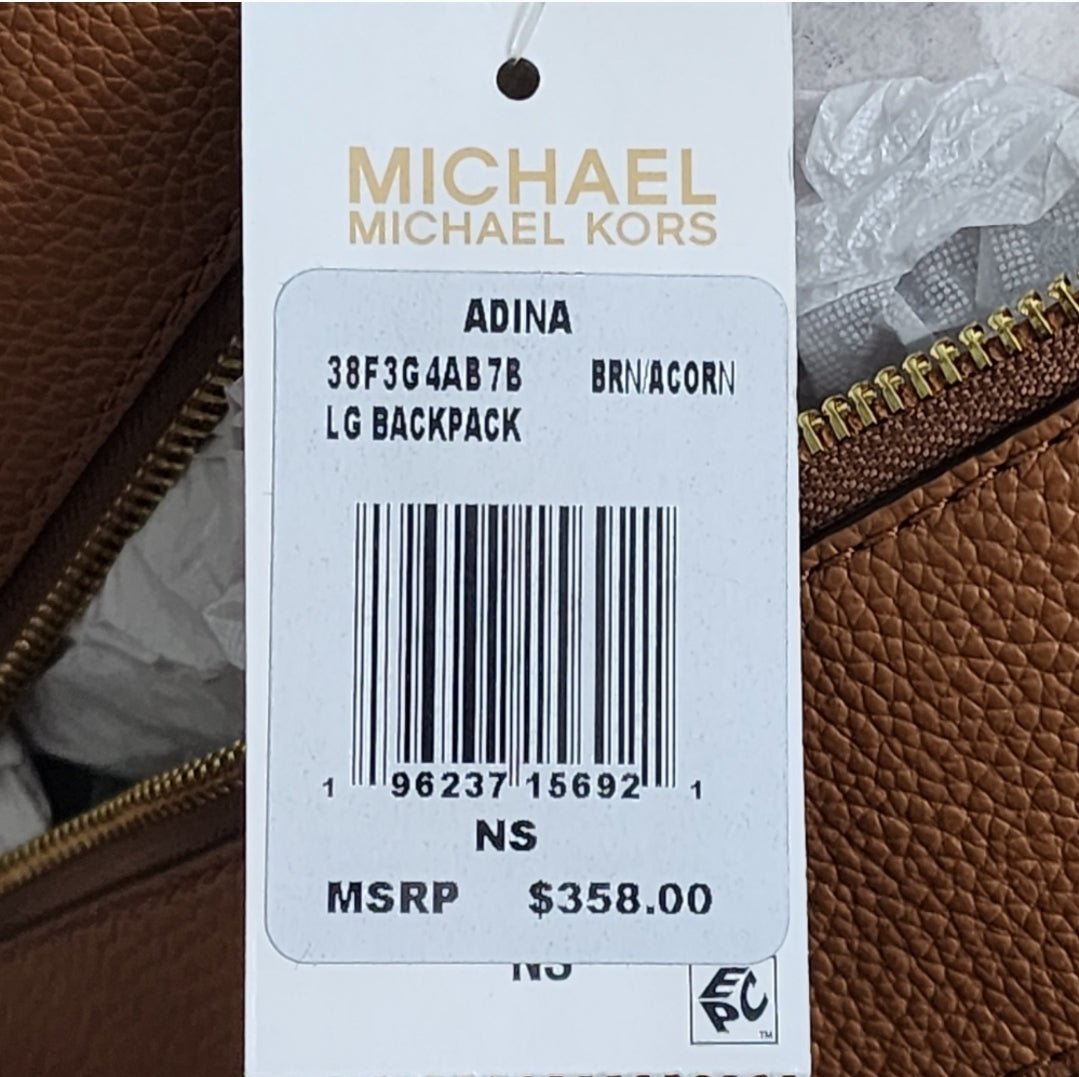 MICHAEL
MICHAEL KORS
ADINA
38F3G4AB7B BRN/ACORN
LG BACKPACK
1 96237 15692 1
NS
MSRP $358.00
NS
EPC
TM